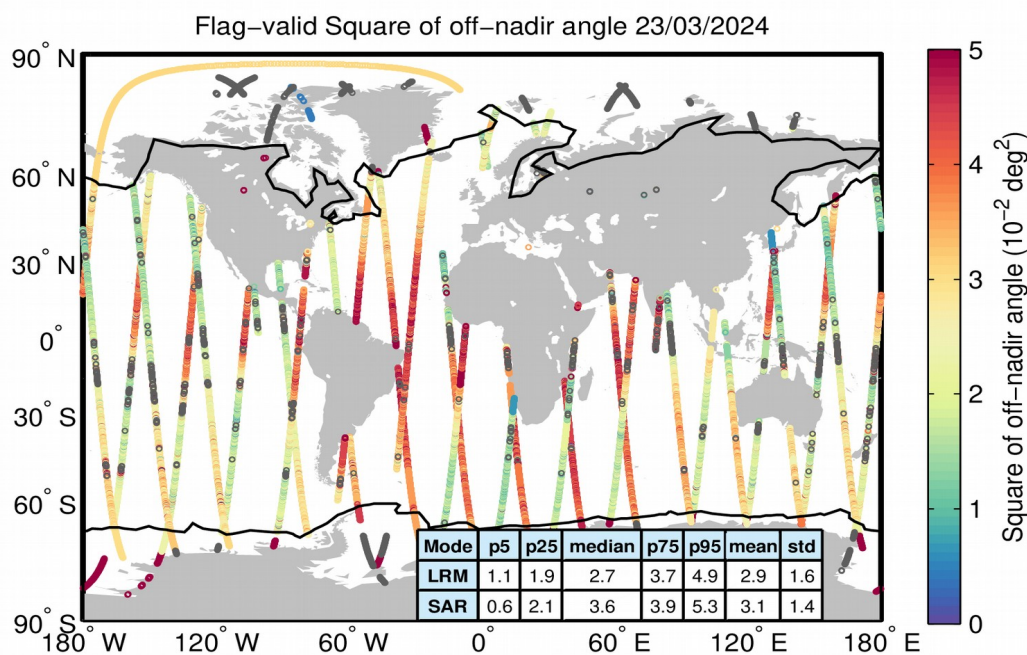 Flag−valid Square of off−nadir angle 23/03/2024
90° N
60° N
30° N
0°
30° S
60° S
90° S
180° W
120° W
60° W
0°
60° E
120° E
180° E
Mode p5 p25 median p75 p95 mean std
LRM 1.1 1.9 2.7 3.7 4.9 2.9 1.6
SAR 0.6 2.1 3.6 3.9 5.3 3.1 1.4
5
4
3
2
1
0
Square of off−nadir angle (10⁻² deg²)